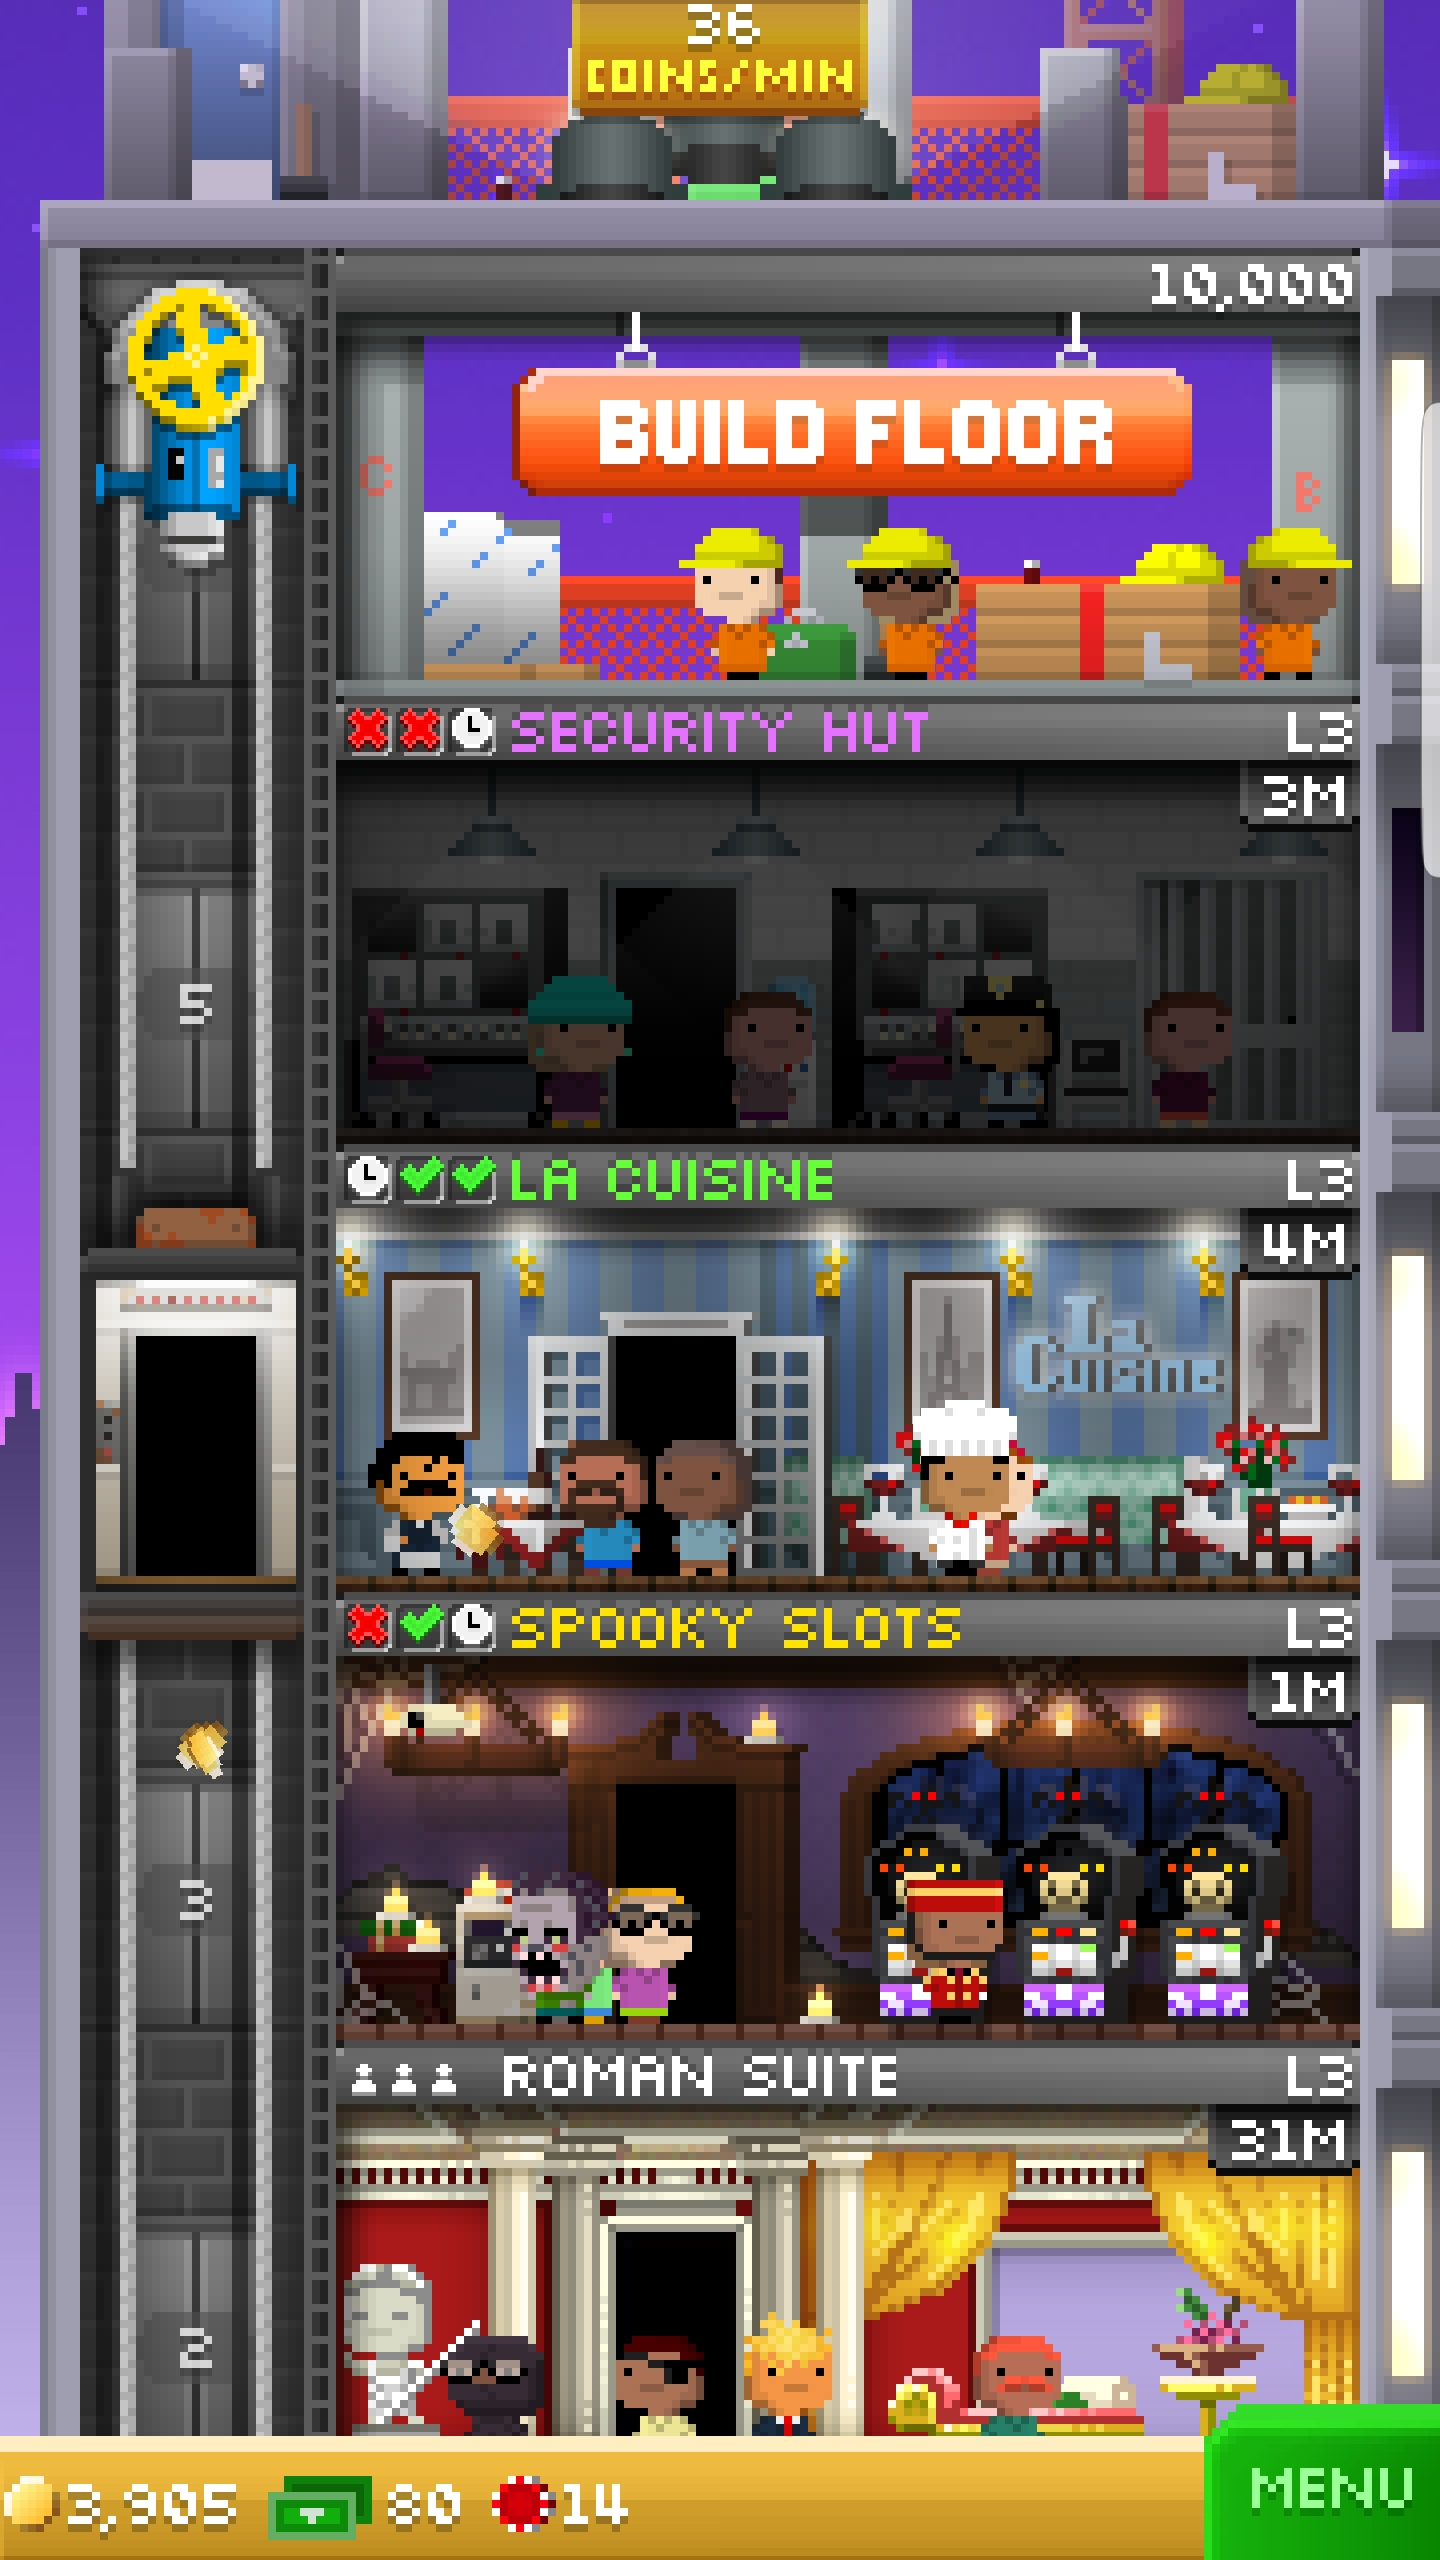 36
COINS/MIN
10,000
BUILD FLOOR
C
B
SECURITY HUT L3
3M
5
LA CUISINE L3
4M
La
Cuisine
SPOOKY SLOTS L3
1M
3
ROMAN SUITE L3
31M
2
3,905 80 14
MENU